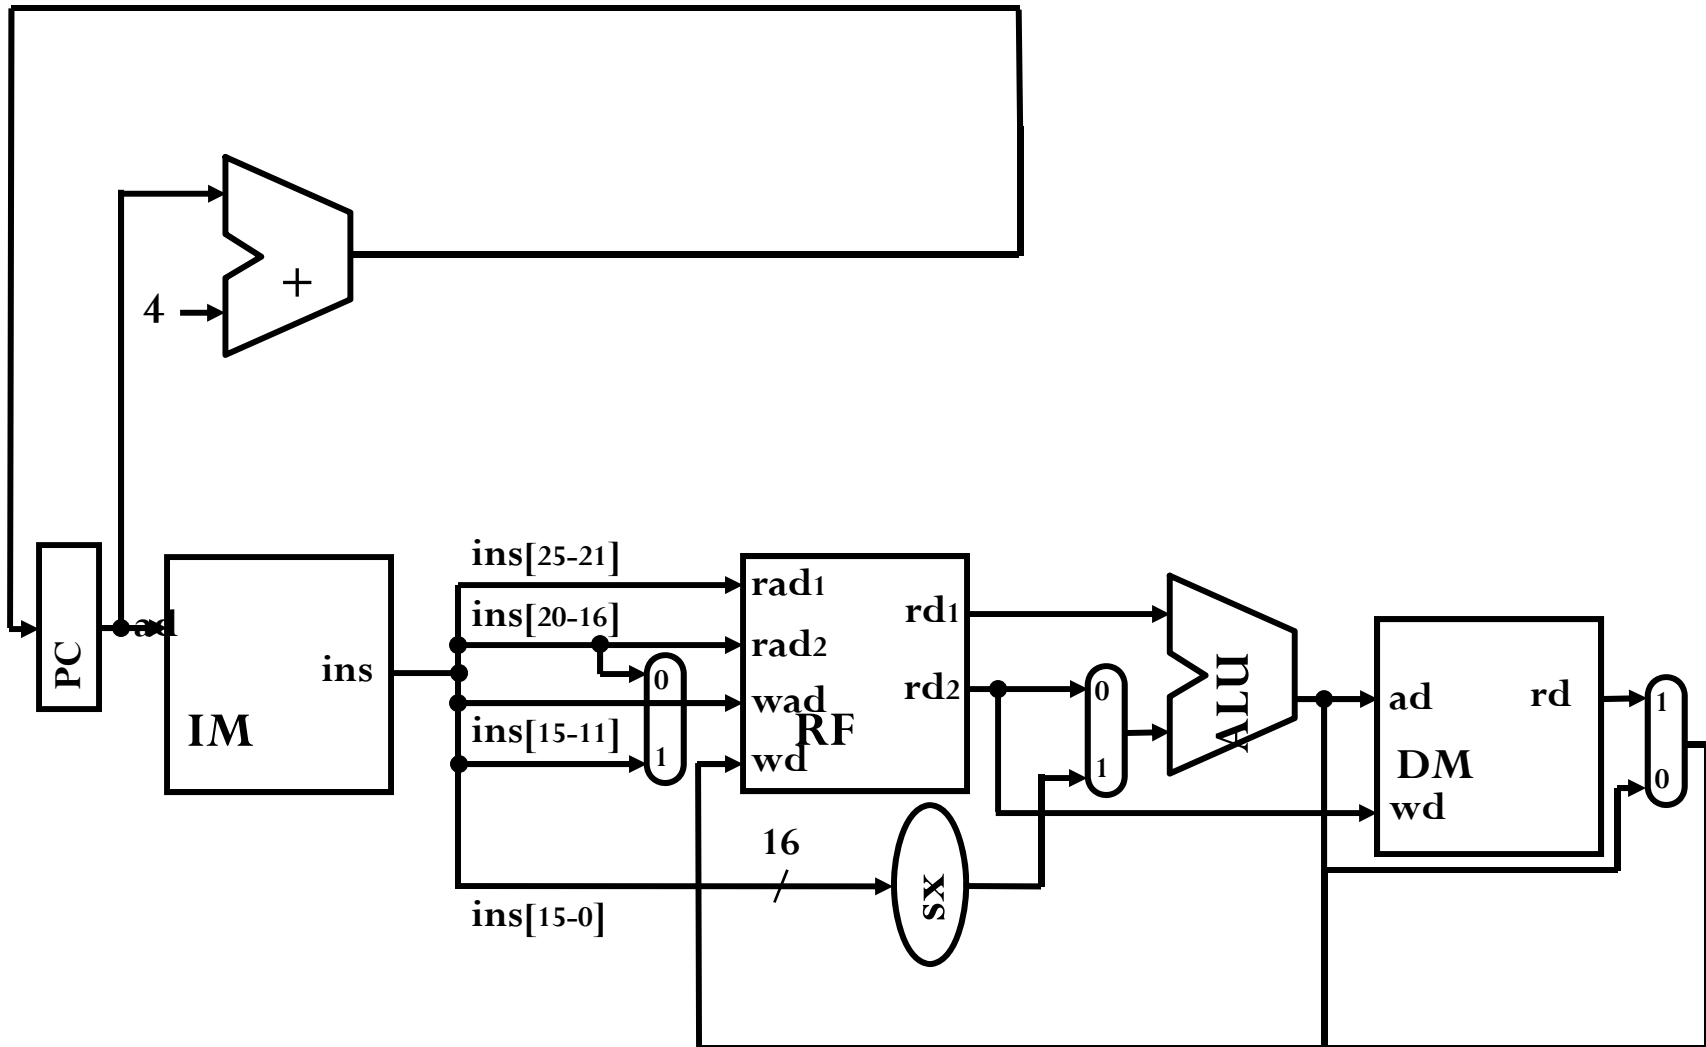 +
4
PC
ad
IM
ins
ins[25-21]
ins[20-16]
ins[15-11]
ins[15-0]
0
1
16
rad1
rad2
wad
wd
RF
rd1
rd2
sx
0
1
ALU
ad
rd
DM
wd
1
0